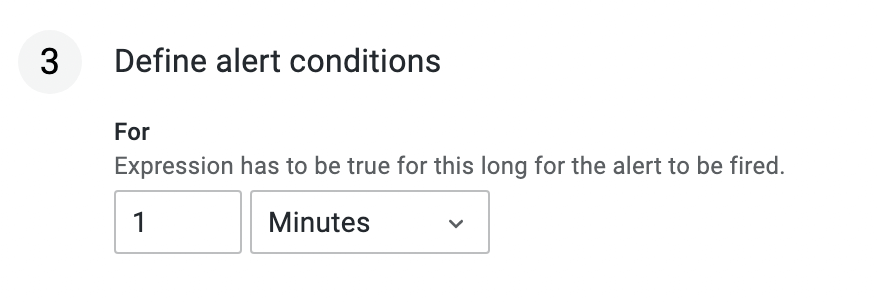 3 Define alert conditions
For
Expression has to be true for this long for the alert to be fired.
1 Minutes